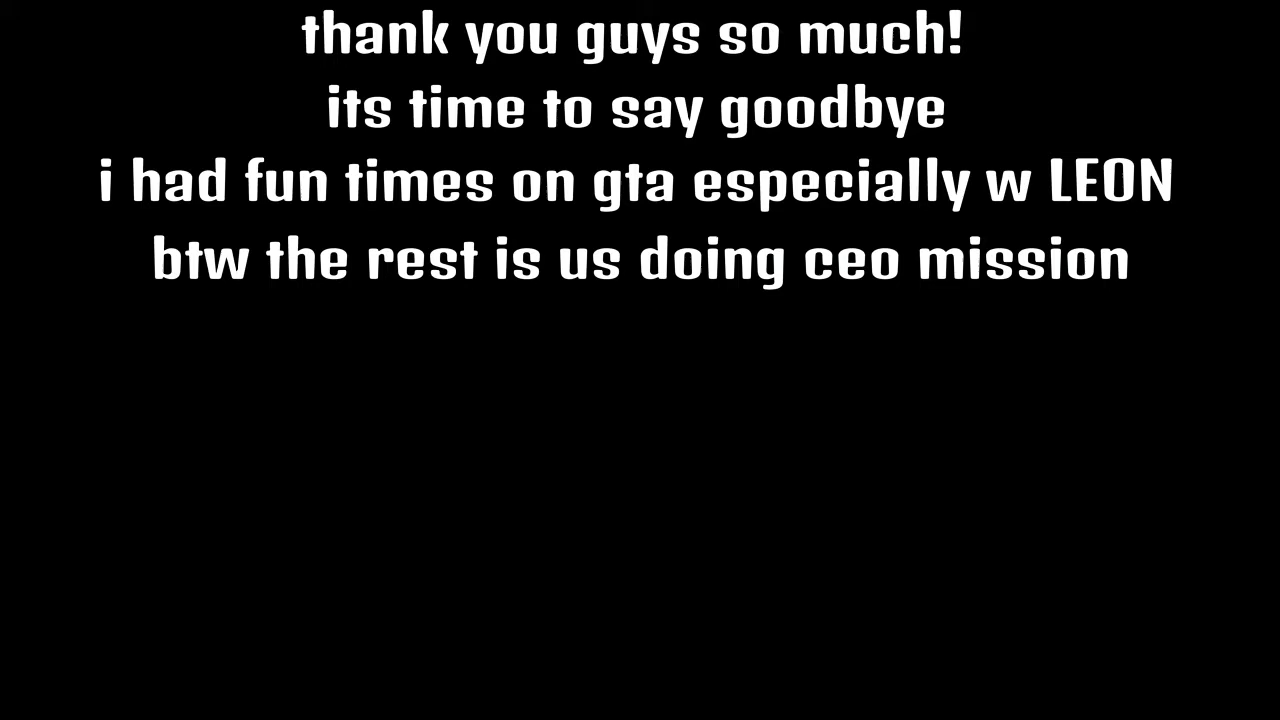 thank you guys so much!
its time to say goodbye
i had fun times on gta especially w LEON
btw the rest is us doing ceo mission